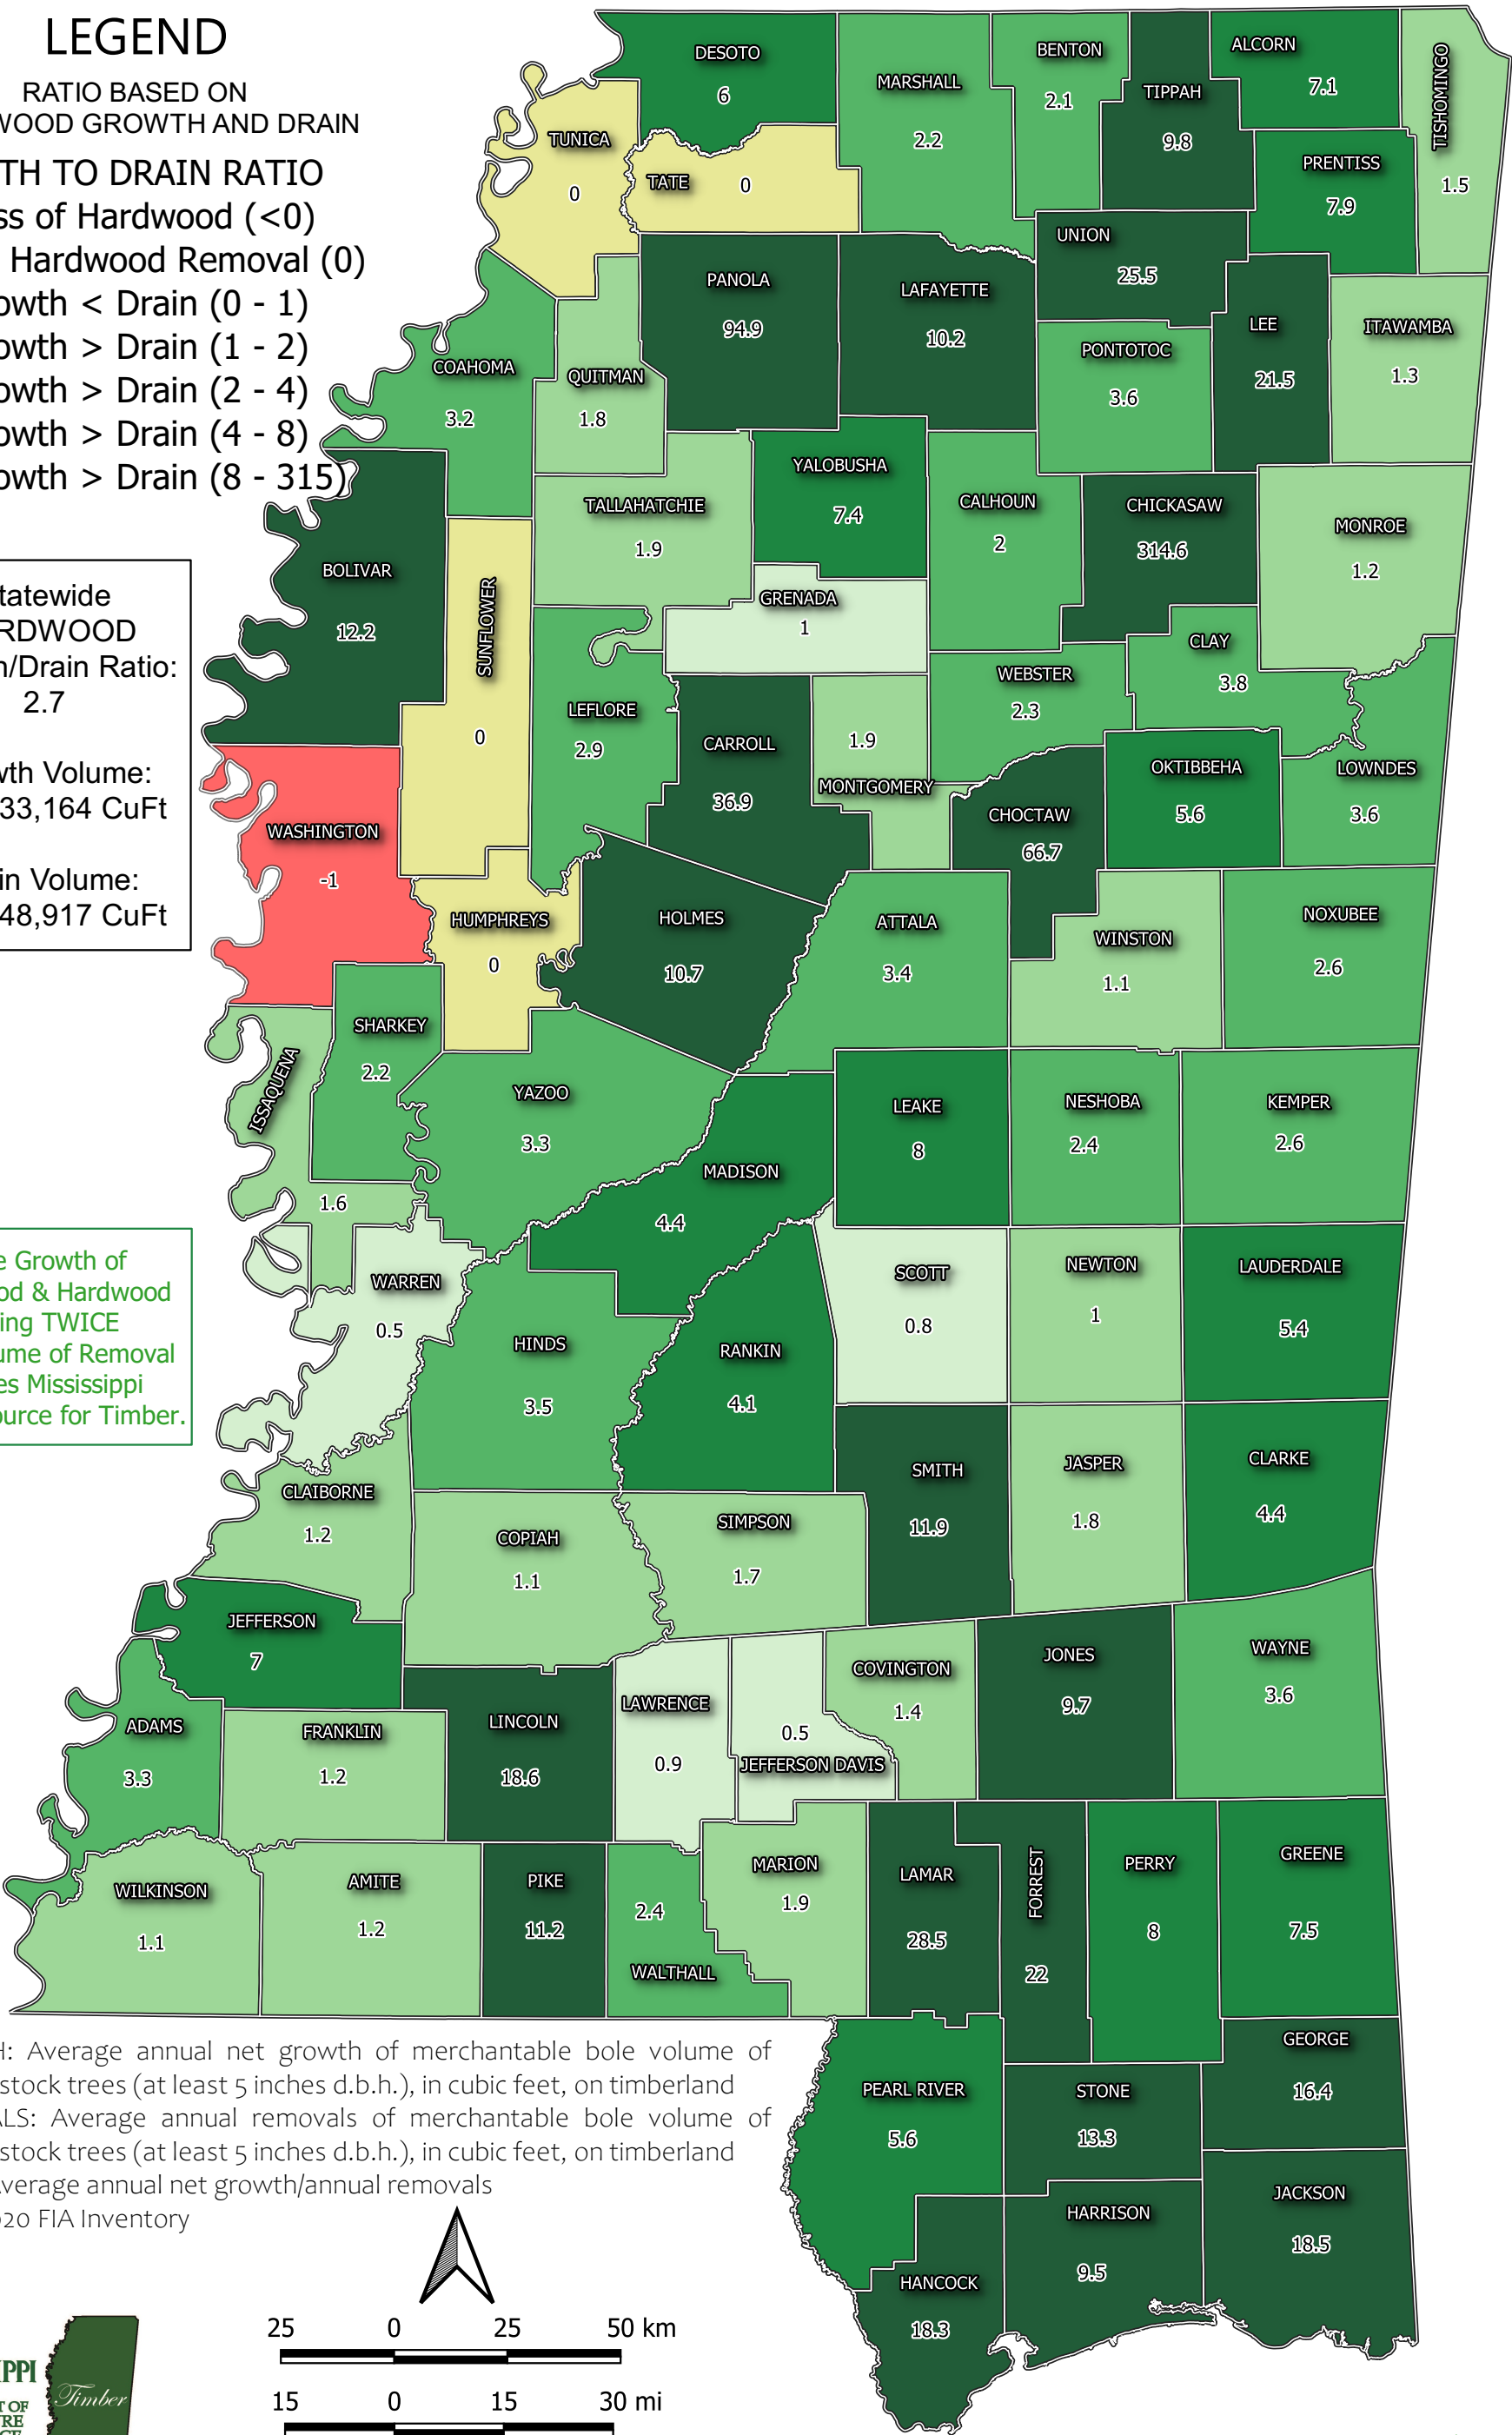 LEGEND
RATIO BASED ON
WOOD GROWTH AND DRAIN
TH TO DRAIN RATIO
ss of Hardwood (<0)
Hardwood Removal (0)
owth < Drain (0 - 1)
owth > Drain (1 - 2)
owth > Drain (2 - 4)
owth > Drain (4 - 8)
owth > Drain (8 - 315)
tatewide
RDWOOD
h/Drain Ratio:
2.7
wth Volume:
33,164 CuFt
in Volume:
48,917 CuFt
e Growth of
od & Hardwood
ing TWICE
ume of Removal
es Mississippi
ource for Timber.
DESOTO
6
MARSHALL
2.2
BENTON
2.1
TIPPAH
9.8
ALCORN
7.1
TISHOMINGO
1.5
TUNICA
0
TATE
0
PRENTISS
7.9
UNION
25.5
PANOLA
94.9
LAFAYETTE
10.2
LEE
21.5
ITAWAMBA
1.3
PONTOTOC
3.6
COAHOMA
3.2
QUITMAN
1.8
YALOBUSHA
7.4
TALLAHATCHIE
1.9
CALHOUN
2
CHICKASAW
314.6
MONROE
1.2
BOLIVAR
12.2
SUNFLOWER
0
GRENADA
1
CLAY
3.8
WEBSTER
2.3
LEFLORE
2.9
CARROLL
36.9
1.9
MONTGOMERY
OKTIBBEHA
5.6
LOWNDES
3.6
CHOCTAW
66.7
WASHINGTON
-1
HUMPHREYS
0
HOLMES
10.7
ATTALA
3.4
WINSTON
1.1
NOXUBEE
2.6
SHARKEY
2.2
ISSAQUENA
1.6
YAZOO
3.3
MADISON
4.4
LEAKE
8
NESHOBA
2.4
KEMPER
2.6
WARREN
0.5
SCOTT
0.8
NEWTON
1
LAUDERDALE
5.4
HINDS
3.5
RANKIN
4.1
SMITH
11.9
JASPER
1.8
CLARKE
4.4
CLAIBORNE
1.2
COPIAH
1.1
SIMPSON
1.7
JEFFERSON
7
ADAMS
3.3
FRANKLIN
1.2
LINCOLN
18.6
LAWRENCE
0.9
0.5
JEFFERSON DAVIS
COVINGTON
1.4
JONES
9.7
WAYNE
3.6
WILKINSON
1.1
AMITE
1.2
PIKE
11.2
2.4
WALTHALL
MARION
1.9
LAMAR
28.5
FORREST
22
PERRY
8
GREENE
7.5
GEORGE
16.4
PEARL RIVER
5.6
STONE
13.3
JACKSON
18.5
HARRISON
9.5
HANCOCK
18.3
H: Average annual net growth of merchantable bole volume of
stock trees (at least 5 inches d.b.h.), in cubic feet, on timberland
ALS: Average annual removals of merchantable bole volume of
stock trees (at least 5 inches d.b.h.), in cubic feet, on timberland
verage annual net growth/annual removals
020 FIA Inventory
25 0 25 50 km
15 0 15 30 mi
IPPI
T OF
RE
Timber